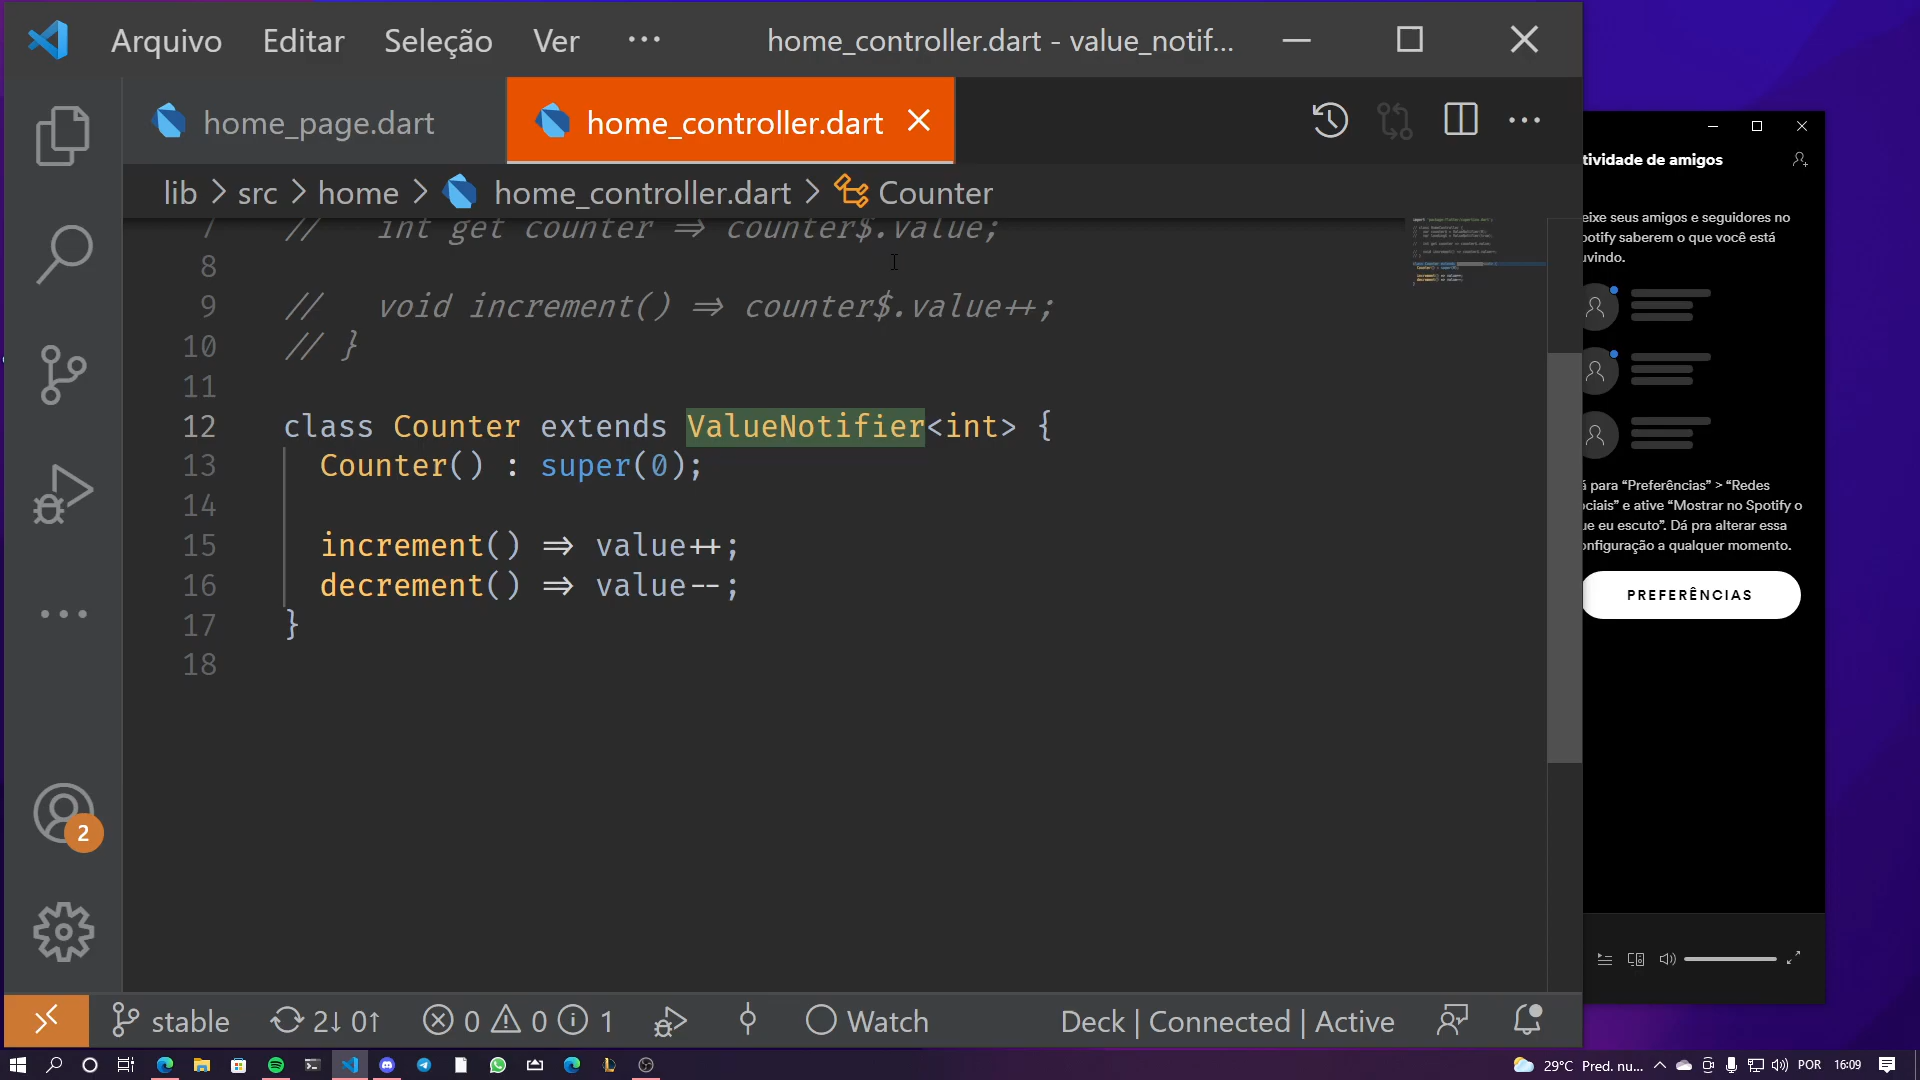 Arquivo Editar Seleção Ver ··· home_controller.dart - value_notif...
home_page.dart home_controller.dart
lib > src > home > home_controller.dart > Counter
7 // int get counter => counter$.value;
8
9 // void increment() => counter$.value++;
10 // }
11
12 class Counter extends ValueNotifier<int> {
13 Counter() : super(0);
14
15 increment() => value++;
16 decrement() => value--;
17 }
18
2
stable 2↓ 0↑ 0 0 1 Watch Deck | Connected | Active
tividade de amigos
eixe seus amigos e seguidores no
potify saberem o que você está
uvindo.
á para “Preferências” > “Redes
ociais” e ative “Mostrar no Spotify o
ue eu escuto”. Dá pra alterar essa
onfiguração a qualquer momento.
PREFERÊNCIAS
29°C Pred. nu... POR 16:09